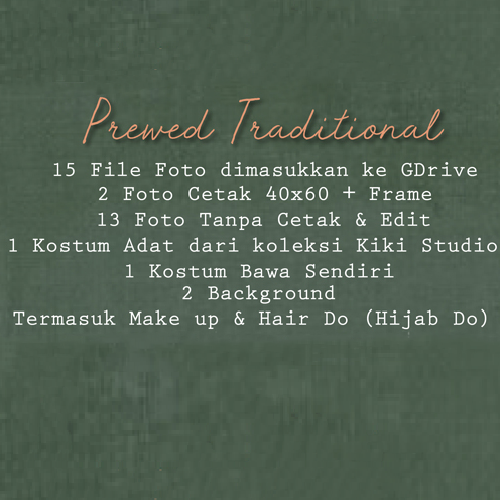 Prewed Traditional
15 File Foto dimasukkan ke GDrive
2 Foto Cetak 40x60 + Frame
13 Foto Tanpa Cetak & Edit
1 Kostum Adat dari koleksi Kiki Studio
1 Kostum Bawa Sendiri
2 Background
Termasuk Make up & Hair Do (Hijab Do)